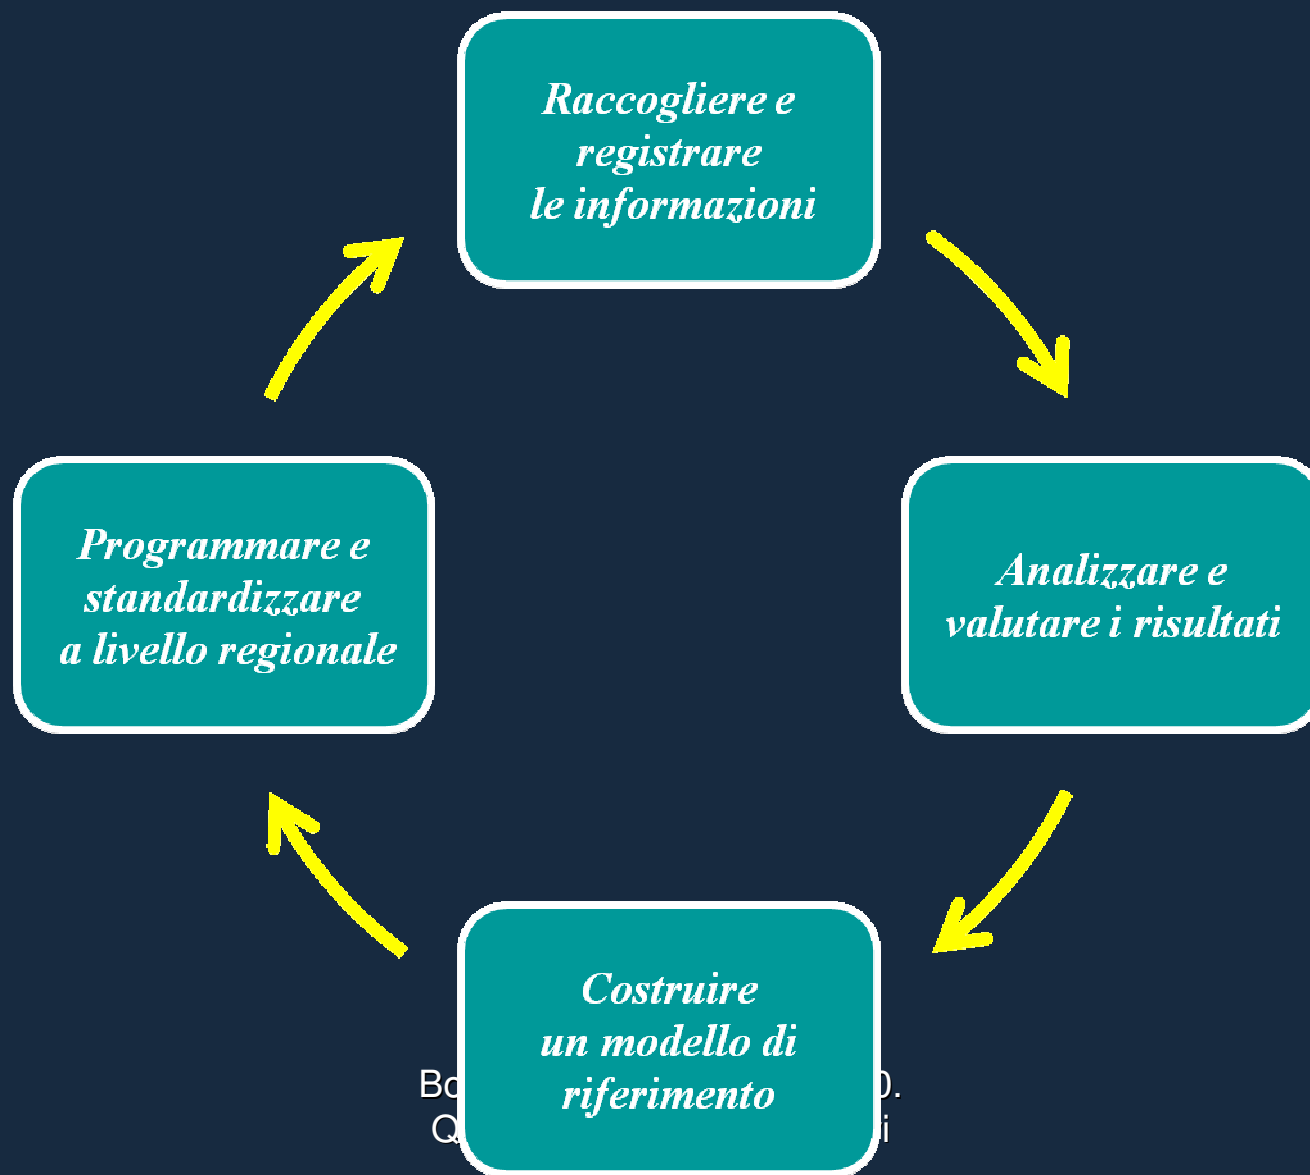 Raccogliere e
registrare
le informazioni
Programmare e
standardizzare
a livello regionale
Analizzare e
valutare i risultati
Costruire
un modello di
riferimento